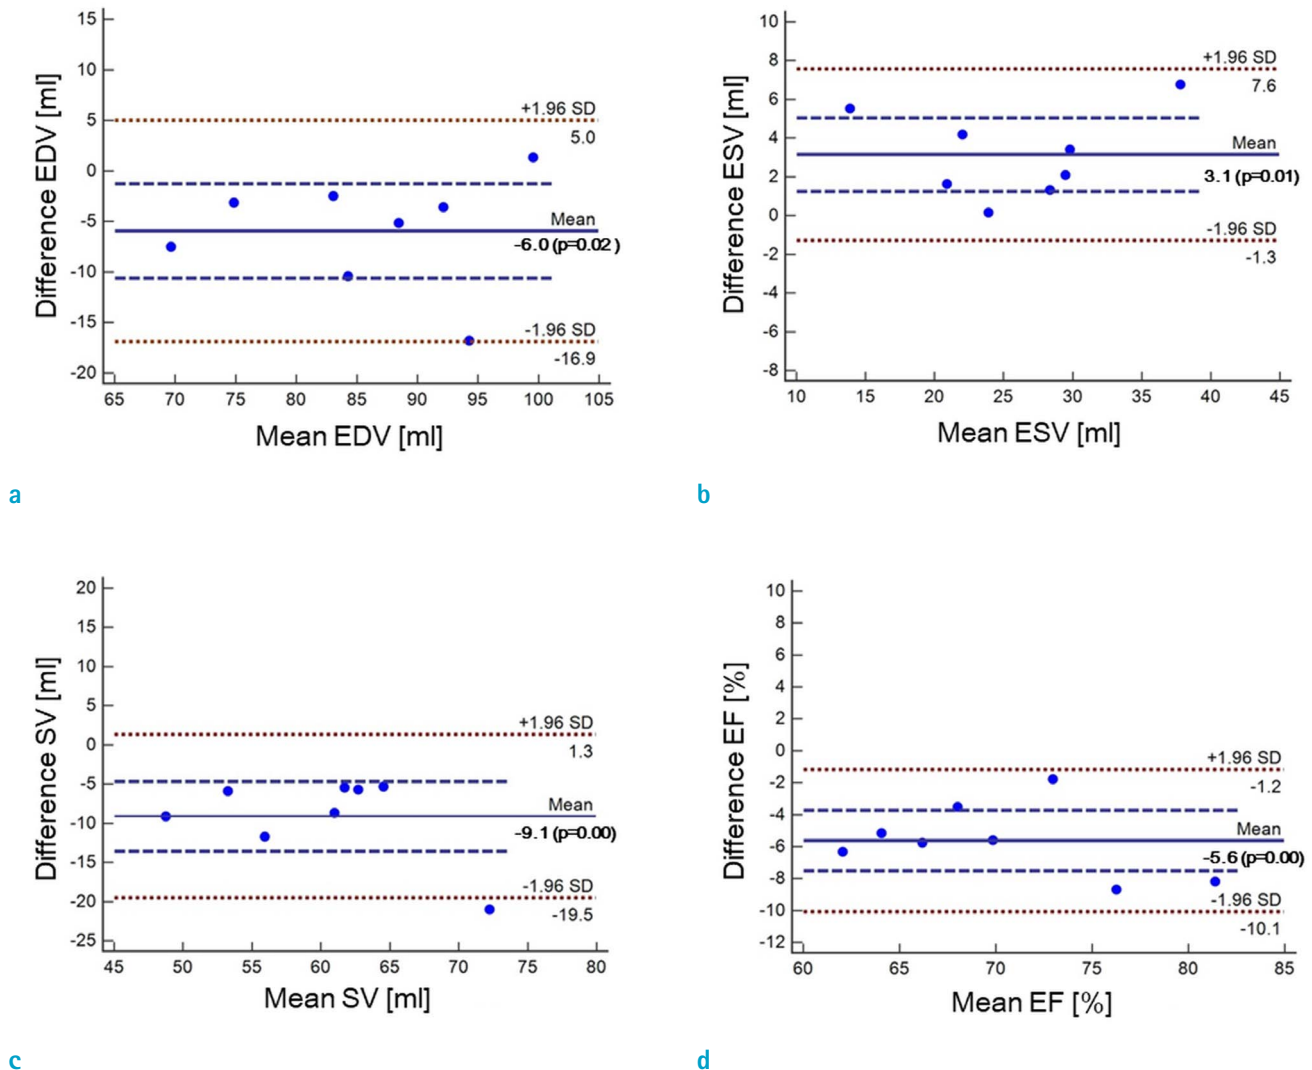 Difference EDV [ml]
15
10
5
0
-5
-10
-15
-20
+1.96 SD
5.0
Mean
-6.0 (p=0.02)
-1.96 SD
-16.9
65 70 75 80 85 90 95 100 105
Mean EDV [ml]
a
Difference ESV [ml]
10
8
6
4
2
0
-2
-4
-6
-8
+1.96 SD
7.6
Mean
3.1 (p=0.01)
-1.96 SD
-1.3
10 15 20 25 30 35 40 45
Mean ESV [ml]
b
Difference SV [ml]
20
15
10
5
0
-5
-10
-15
-20
-25
+1.96 SD
1.3
Mean
-9.1 (p=0.00)
-1.96 SD
-19.5
45 50 55 60 65 70 75 80
Mean SV [ml]
c
Difference EF [%]
10
8
6
4
2
0
-2
-4
-6
-8
-10
-12
+1.96 SD
-1.2
Mean
-5.6 (p=0.00)
-1.96 SD
-10.1
60 65 70 75 80 85
Mean EF [%]
d